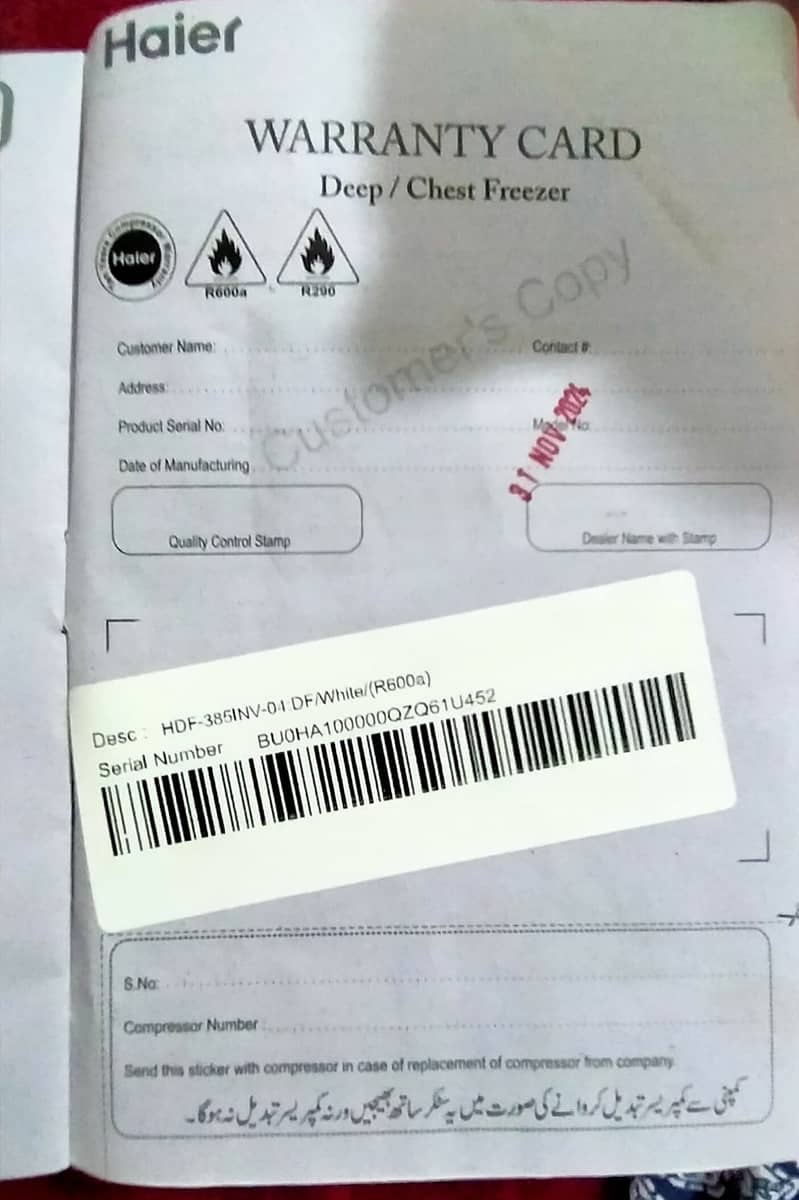 Haier
WARRANTY CARD
Deep / Chest Freezer
Haier
R600a
R290
Customer's Copy
Customer Name:
Contact #:
Address:
Product Serial No:
Model No:
31 NOV 2024
Date of Manufacturing
Quality Control Stamp
Dealer Name with Stamp
Desc : HDF-385INV-04 DF/White/(R600a)
Serial Number BU0HA100000QZQ61U452
S.No:
Compressor Number
Send this sticker with compressor in case of replacement of compressor from company
کمپنی سے کمپریسر تبدیل کروانے کی صورت میں یہ سٹکر ساتھ بھیجیں ورنہ کمپریسر تبدیل نہ ہوگا۔